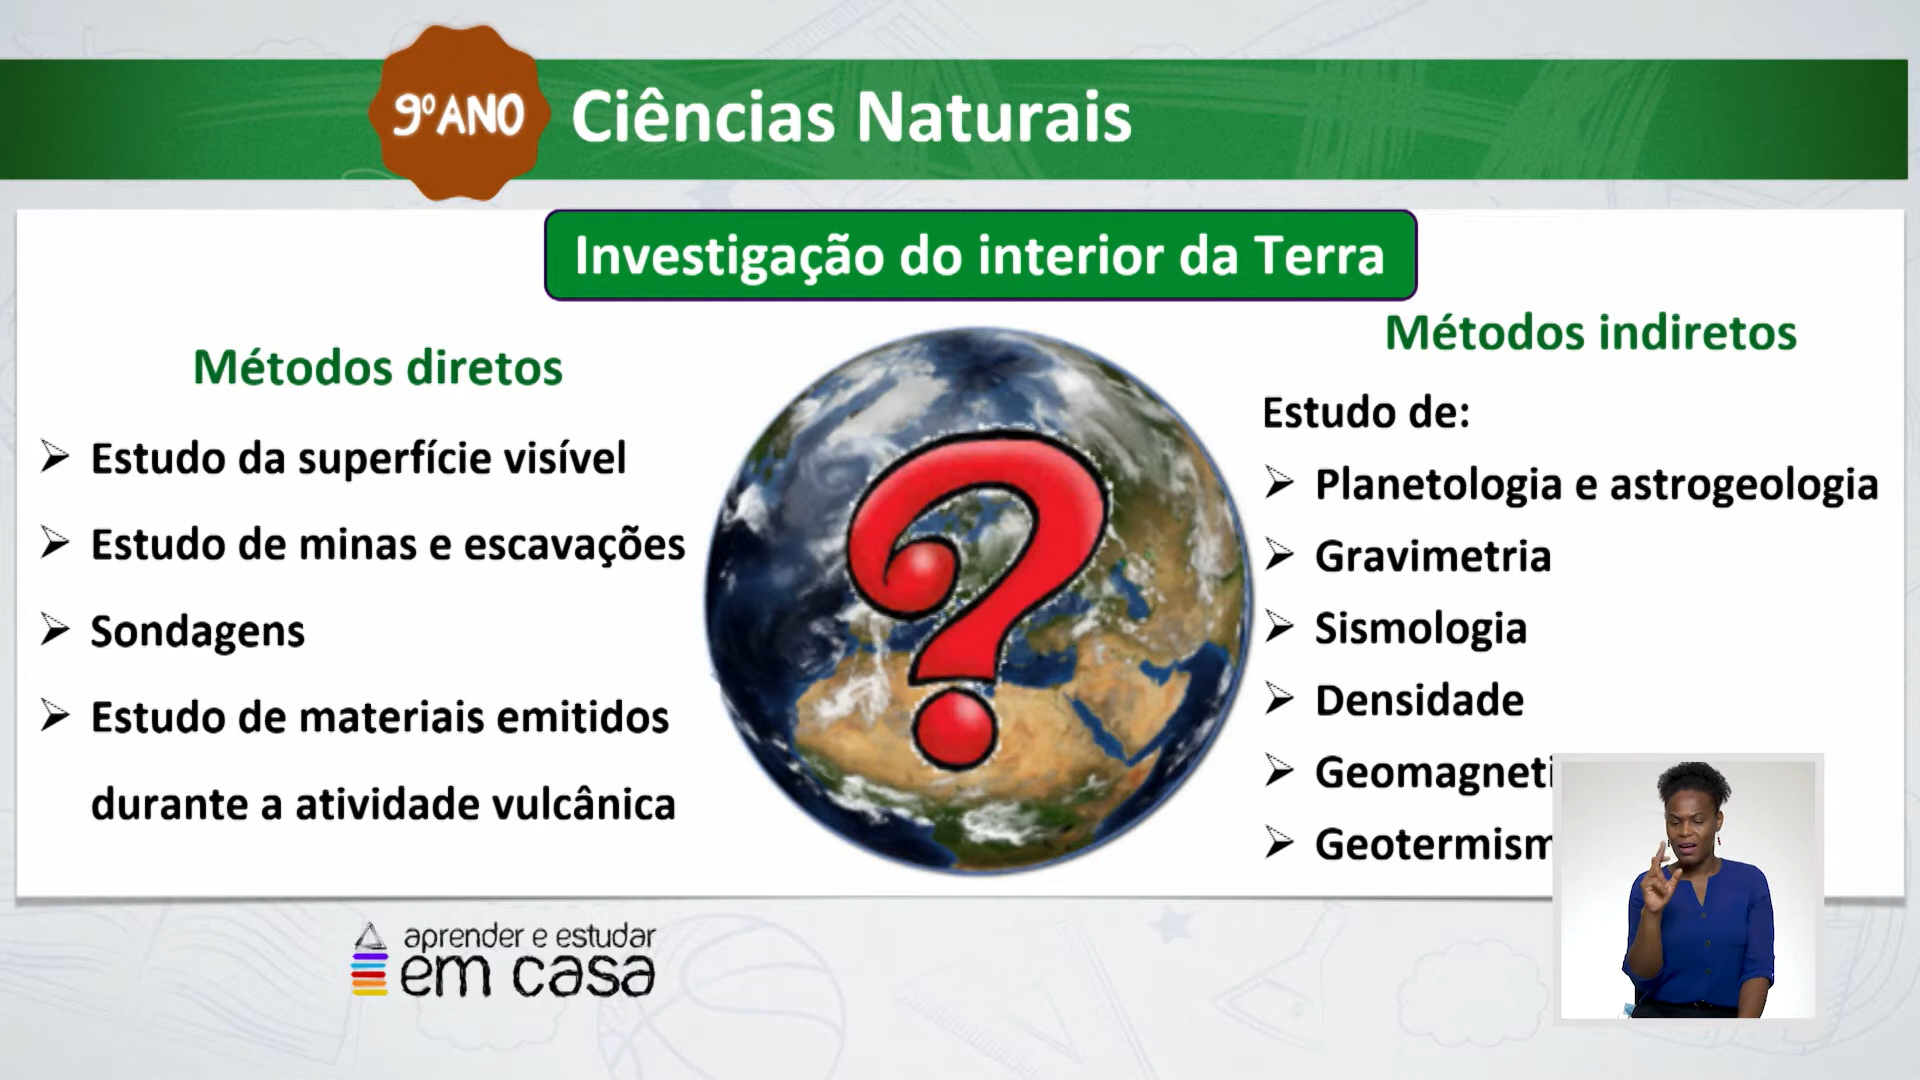 9º ANO
Ciências Naturais
Investigação do interior da Terra
Métodos diretos
Estudo da superfície visível
Estudo de minas e escavações
Sondagens
Estudo de materiais emitidos
durante a atividade vulcânica
Métodos indiretos
Estudo de:
Planetologia e astrogeologia
Gravimetria
Sismologia
Densidade
Geomagneti
Geotermism
aprender e estudar
em casa